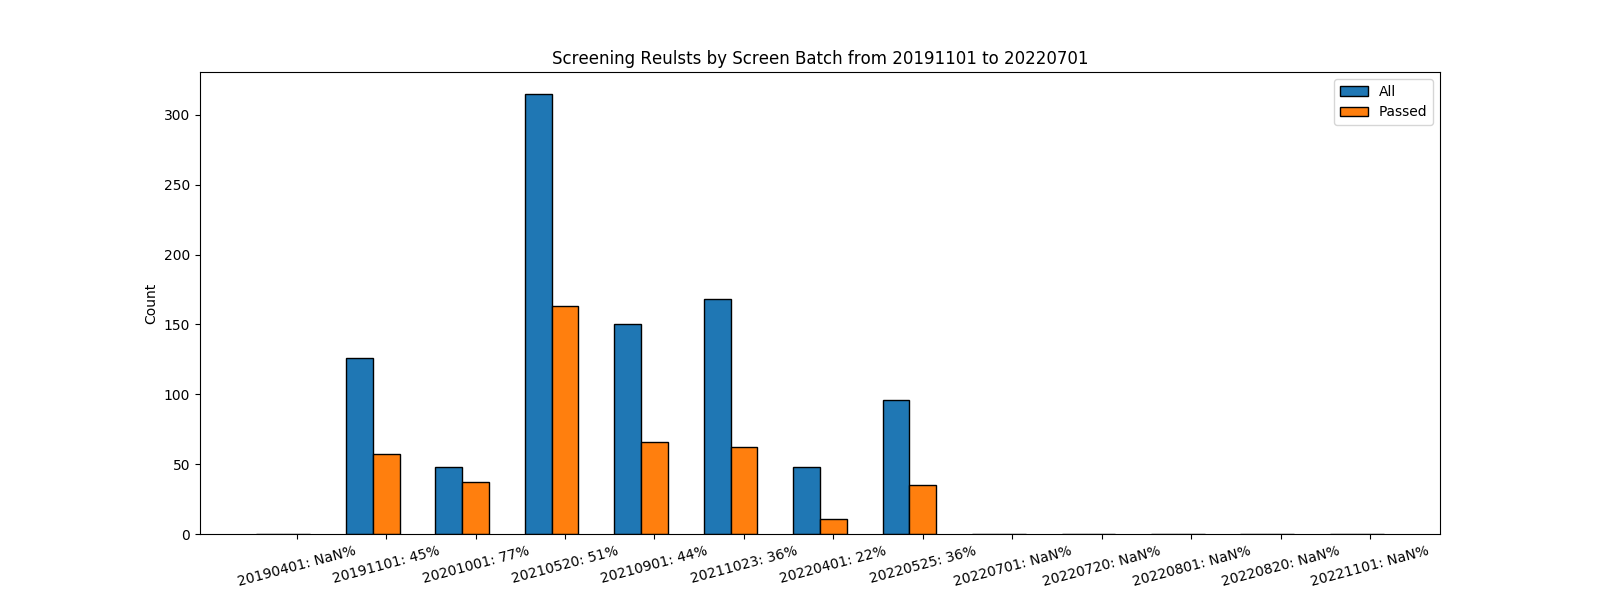 Screening Reulsts by Screen Batch from 20191101 to 20220701
All
Passed
Count
300
250
200
150
100
50
0
20190401: NaN%
20191101: 45%
20201001: 77%
20210520: 51%
20210901: 44%
20211023: 36%
20220401: 22%
20220525: 36%
20220701: NaN%
20220720: NaN%
20220801: NaN%
20220820: NaN%
20221101: NaN%